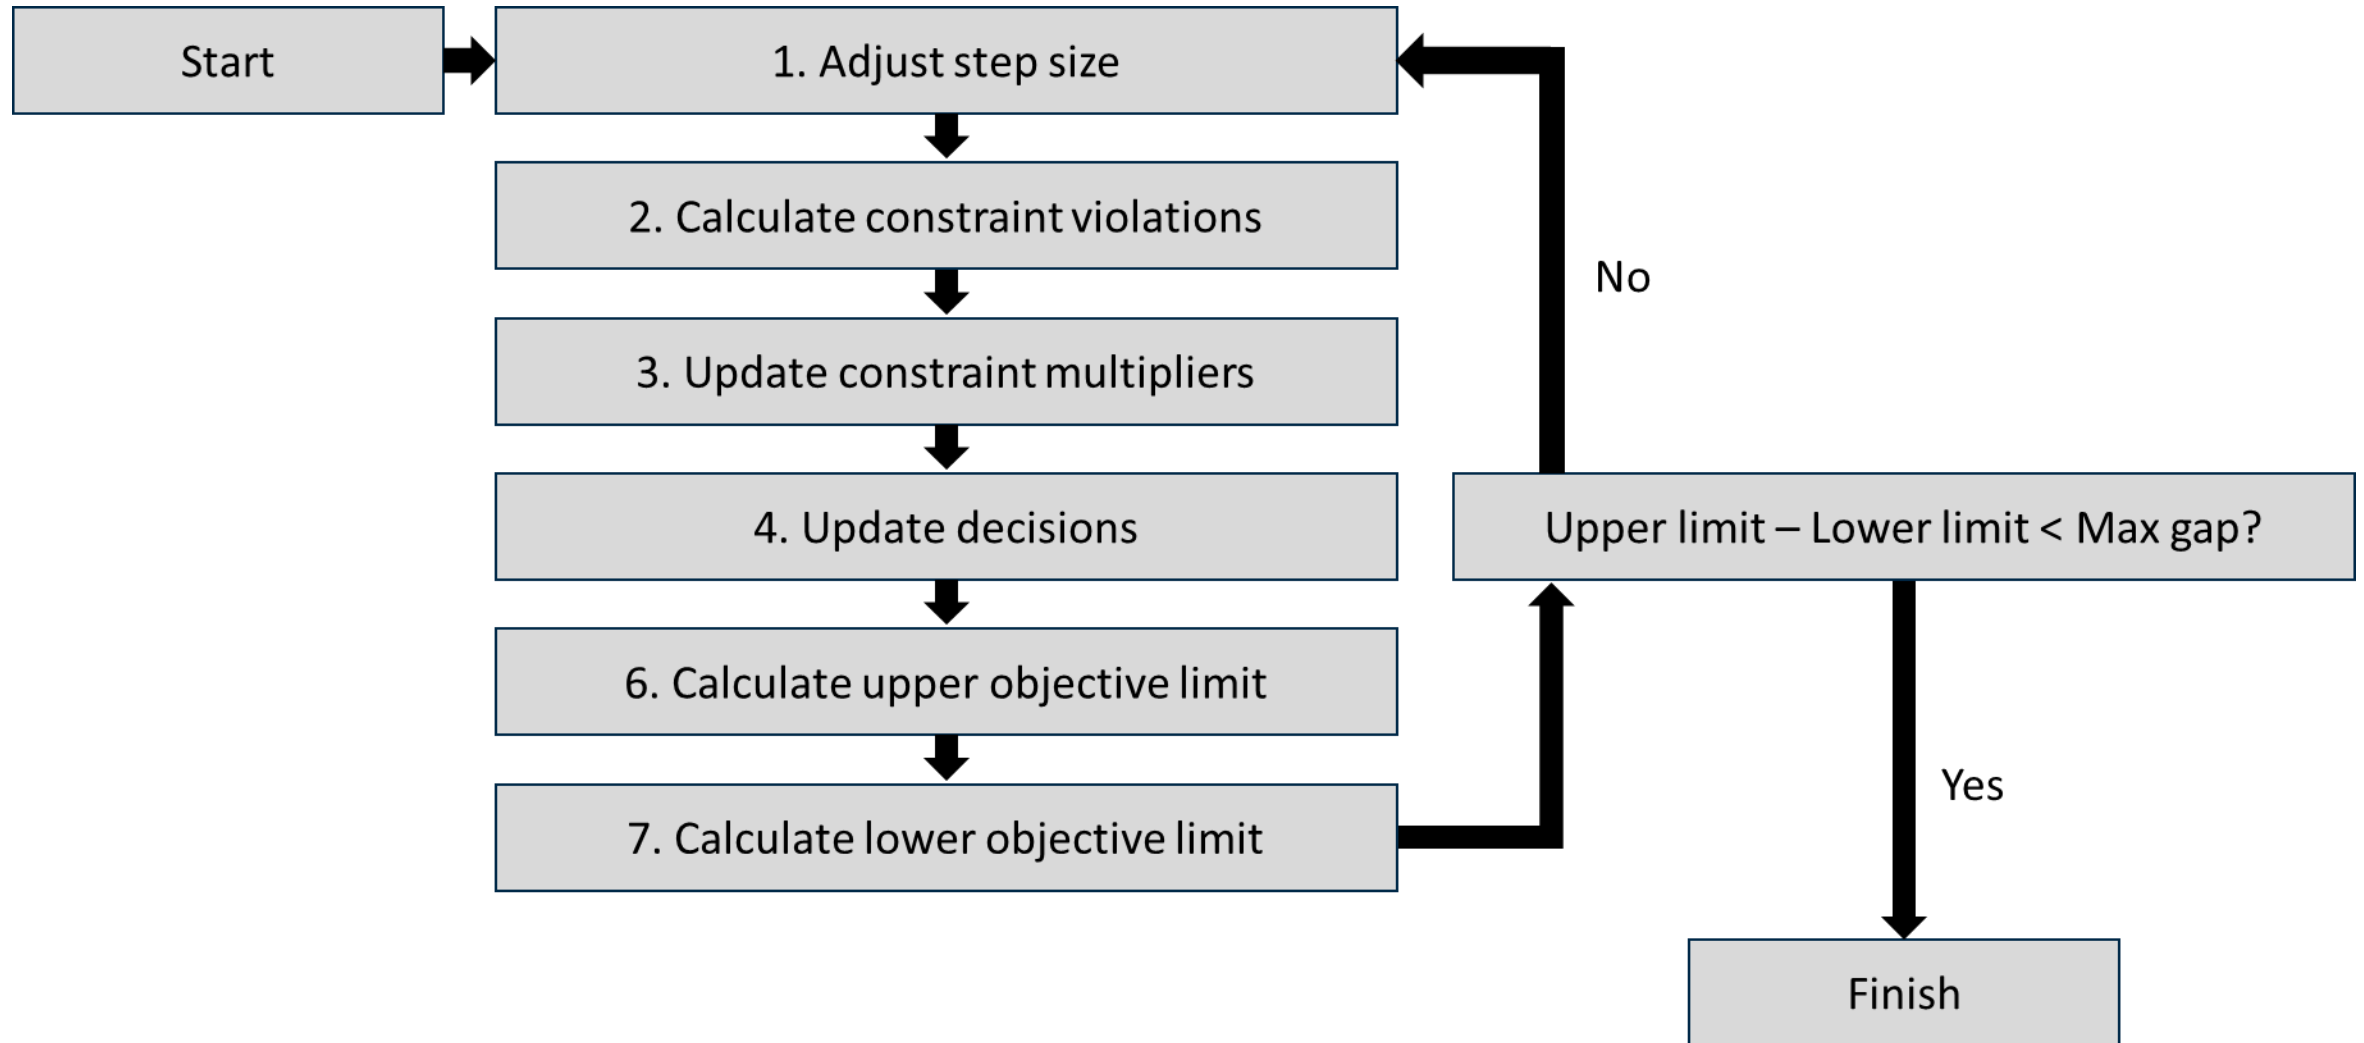 Start
1. Adjust step size
2. Calculate constraint violations
3. Update constraint multipliers
4. Update decisions
6. Calculate upper objective limit
7. Calculate lower objective limit
No
Upper limit – Lower limit < Max gap?
Yes
Finish